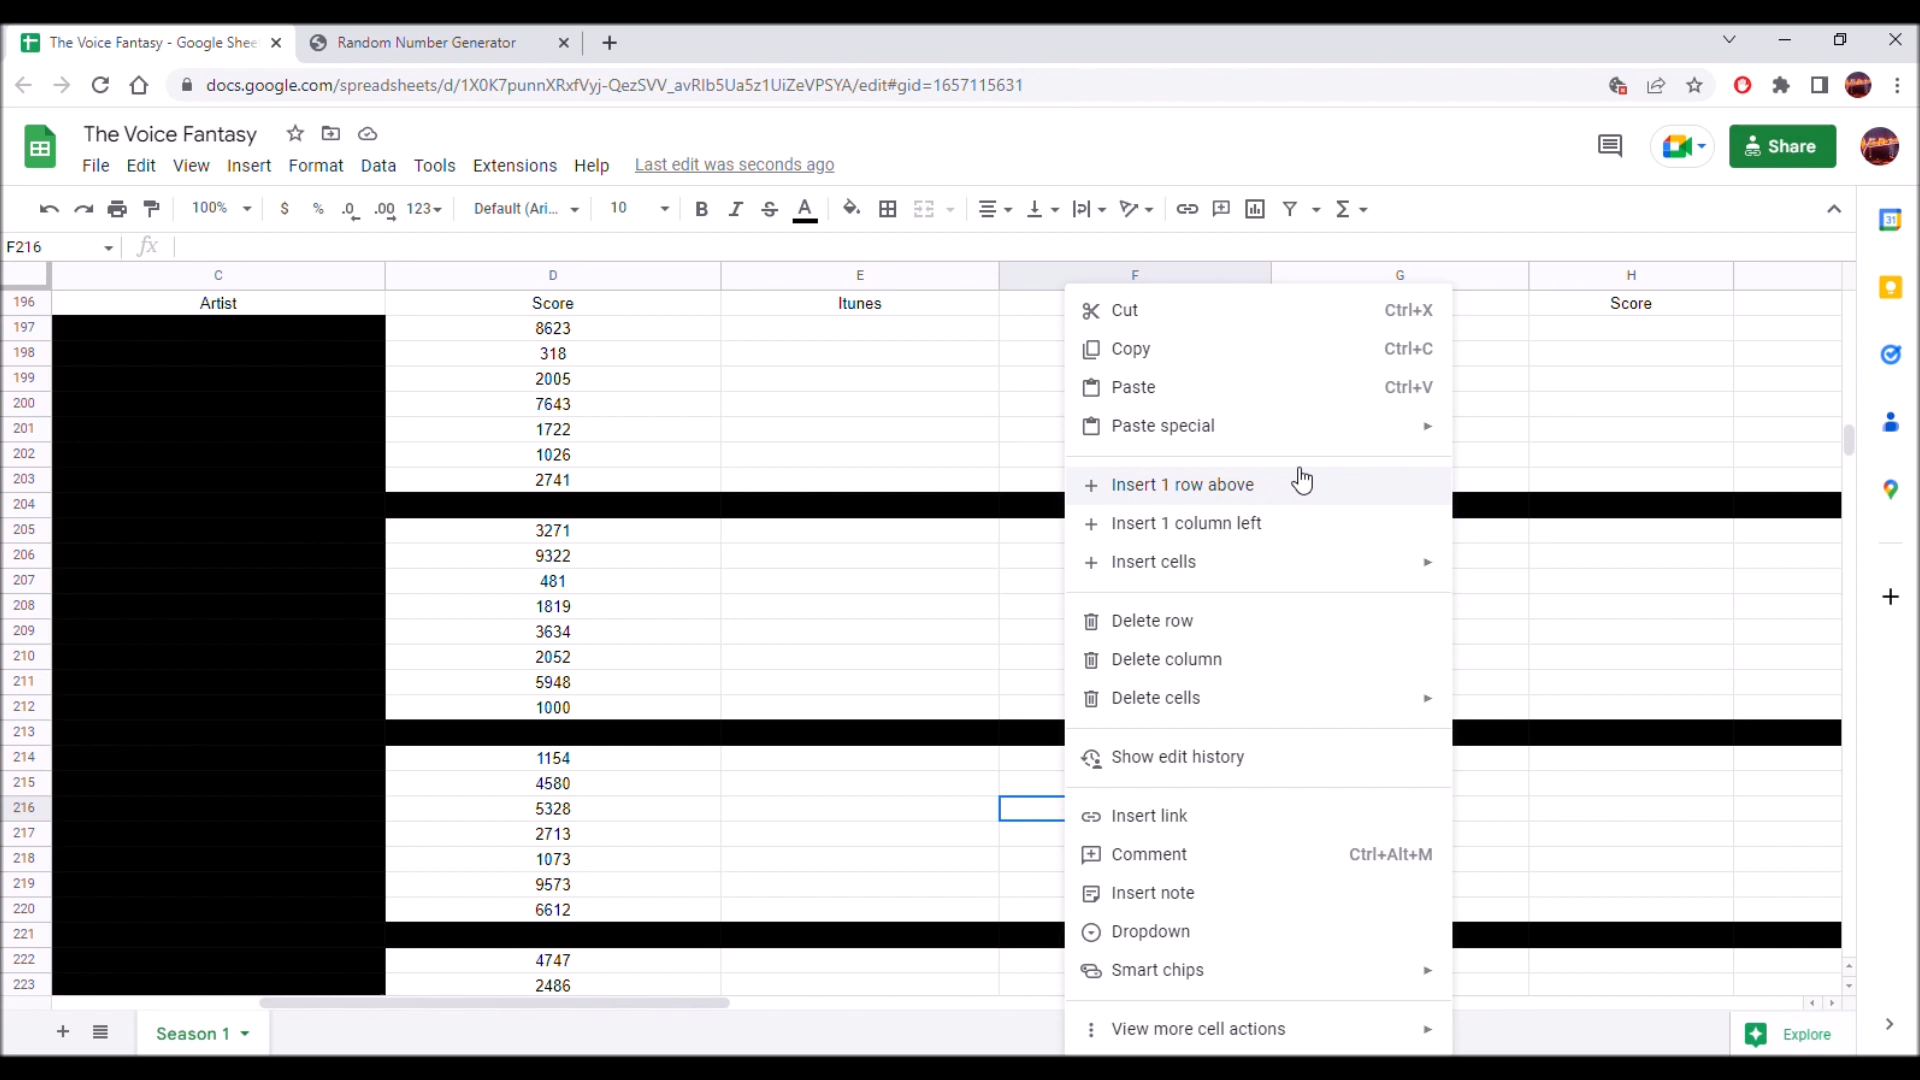 The Voice Fantasy - Google Shee
Random Number Generator
docs.google.com/spreadsheets/d/1X0K7punnXRxfVyj-QezSVV_avRlb5Ua5z1UiZeVPSYA/edit#gid=1657115631
The Voice Fantasy
File Edit View Insert Format Data Tools Extensions Help Last edit was seconds ago
Share
100% $ % .0 .00 123 Default (Ari... 10 B I S A
31
F216 fx
C D E F G H
196 Artist Score Itunes Score
197 8623
198 318
199 2005
200 7643
201 1722
202 1026
203 2741
204
205 3271
206 9322
207 481
208 1819
209 3634
210 2052
211 5948
212 1000
213
214 1154
215 4580
216 5328
217 2713
218 1073
219 9573
220 6612
221
222 4747
223 2486
Cut Ctrl+X
Copy Ctrl+C
Paste Ctrl+V
Paste special
Insert 1 row above
Insert 1 column left
Insert cells
Delete row
Delete column
Delete cells
Show edit history
Insert link
Comment Ctrl+Alt+M
Insert note
Dropdown
Smart chips
View more cell actions
Season 1
Explore